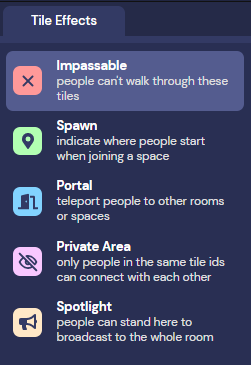 Tile Effects
Impassable
people can't walk through these
tiles
Spawn
indicate where people start
when joining a space
Portal
teleport people to other rooms
or spaces
Private Area
only people in the same tile ids
can connect with each other
Spotlight
people can stand here to
broadcast to the whole room